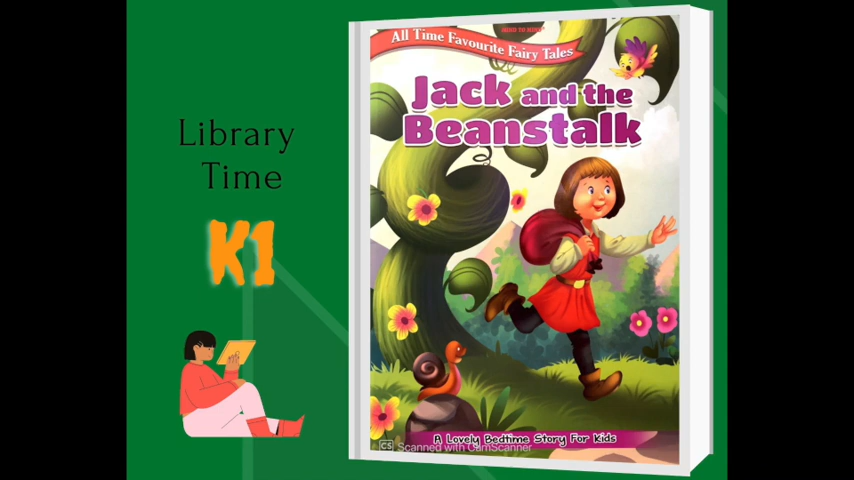 Library
Time
K1
All Time Favourite Fairy Tales
Jack and the
Beanstalk
A Lovely Bedtime Story For Kids
CS Scanned with CamScanner